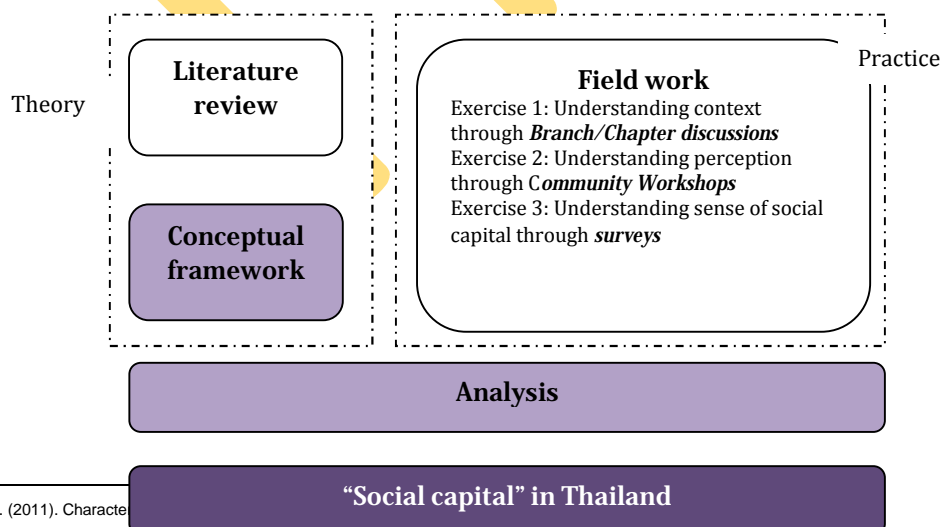 Theory
Literature
review
Conceptual
framework
Practice
Field work
Exercise 1: Understanding context
through Branch/Chapter discussions
Exercise 2: Understanding perception
through Community Workshops
Exercise 3: Understanding sense of social
capital through surveys
Analysis
“Social capital” in Thailand
. (2011). Character